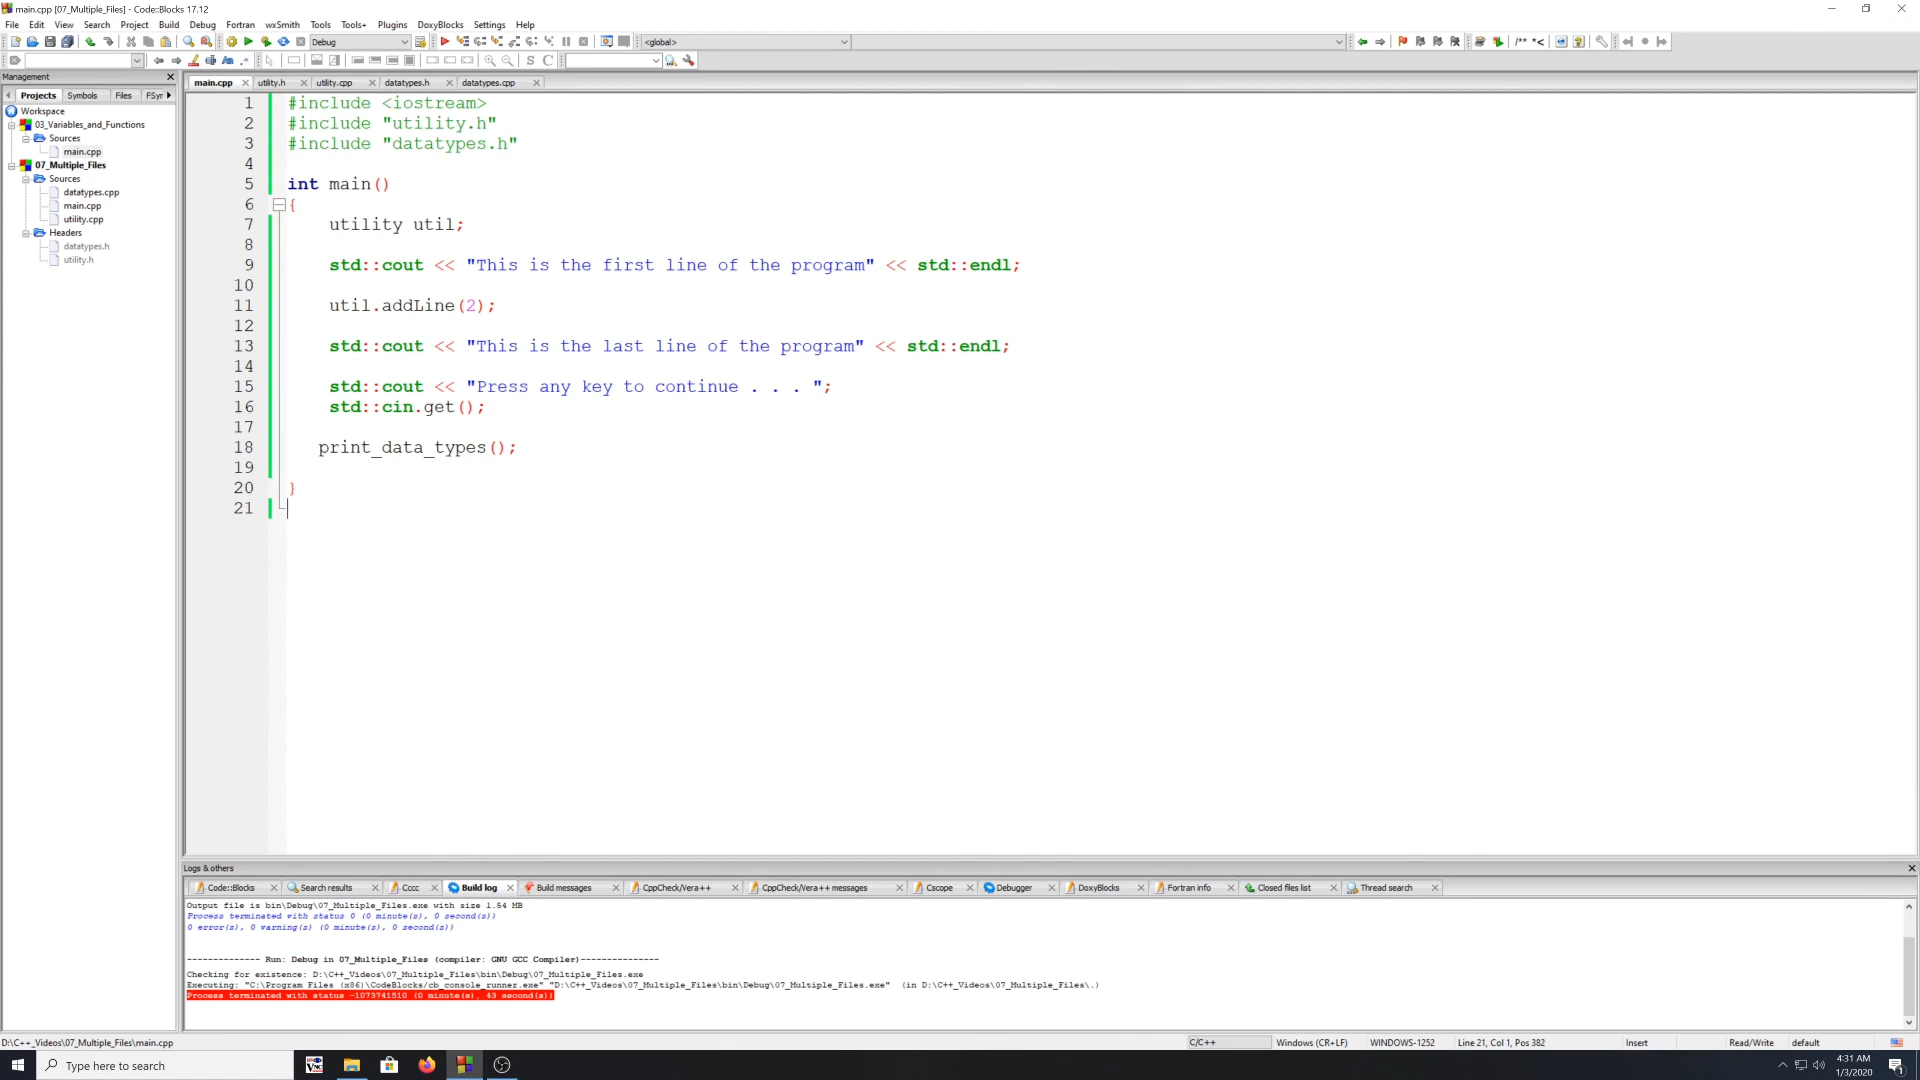 main.cpp [07_Multiple_Files] - Code::Blocks 17.12
File Edit View Search Project Build Debug Fortran wxSmith Tools Tools+ Plugins DoxyBlocks Settings Help
Debug
<global>
/** *<
S C
Management
Projects Symbols Files FSyr
main.cpp utility.h utility.cpp datatypes.h datatypes.cpp
Workspace
03_Variables_and_Functions
Sources
main.cpp
07_Multiple_Files
Sources
datatypes.cpp
main.cpp
utility.cpp
Headers
datatypes.h
utility.h
1 #include <iostream>
2 #include "utility.h"
3 #include "datatypes.h"
4
5 int main()
6 {
7 utility util;
8
9 std::cout << "This is the first line of the program" << std::endl;
10
11 util.addLine(2);
12
13 std::cout << "This is the last line of the program" << std::endl;
14
15 std::cout << "Press any key to continue . . . ";
16 std::cin.get();
17
18 print_data_types();
19
20 }
21
Logs & others
Code::Blocks Search results Cccc Build log Build messages CppCheck/Vera++ CppCheck/Vera++ messages Cscope Debugger DoxyBlocks Fortran info Closed files list Thread search
Output file is bin\Debug\07_Multiple_Files.exe with size 1.54 MB
Process terminated with status 0 (0 minute(s), 0 second(s))
0 error(s), 0 warning(s) (0 minute(s), 0 second(s))
-------------- Run: Debug in 07_Multiple_Files (compiler: GNU GCC Compiler)---------------
Checking for existence: D:\C++_Videos\07_Multiple_Files\bin\Debug\07_Multiple_Files.exe
Executing: "C:\Program Files (x86)\CodeBlocks/cb_console_runner.exe" "D:\C++_Videos\07_Multiple_Files\bin\Debug\07_Multiple_Files.exe" (in D:\C++_Videos\07_Multiple_Files\.)
Process terminated with status -1073741510 (0 minute(s), 43 second(s))
D:\C++_Videos\07_Multiple_Files\main.cpp C/C++ Windows (CR+LF) WINDOWS-1252 Line 21, Col 1, Pos 382 Insert Read/Write default
Type here to search
4:31 AM
1/3/2020